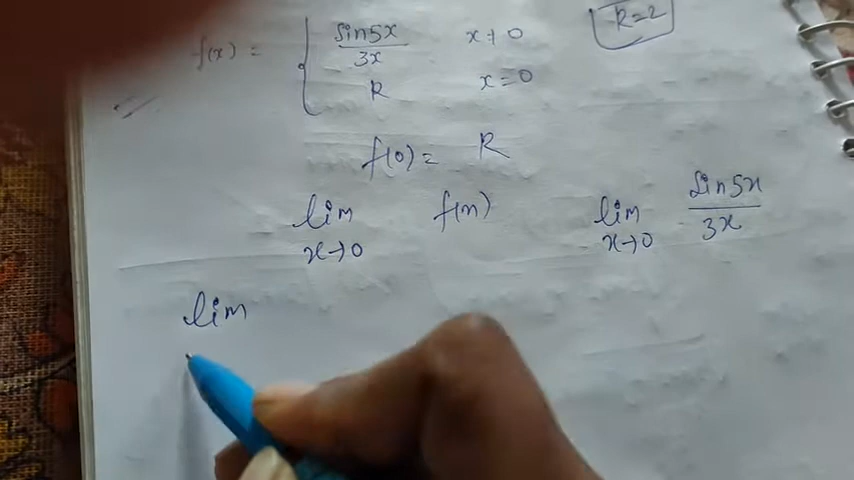 R=2
f(x) = { sin5x/3x x≠0
R x=0
f(0) = R
lim x→0 f(x) lim x→0 sin5x/3x
lim